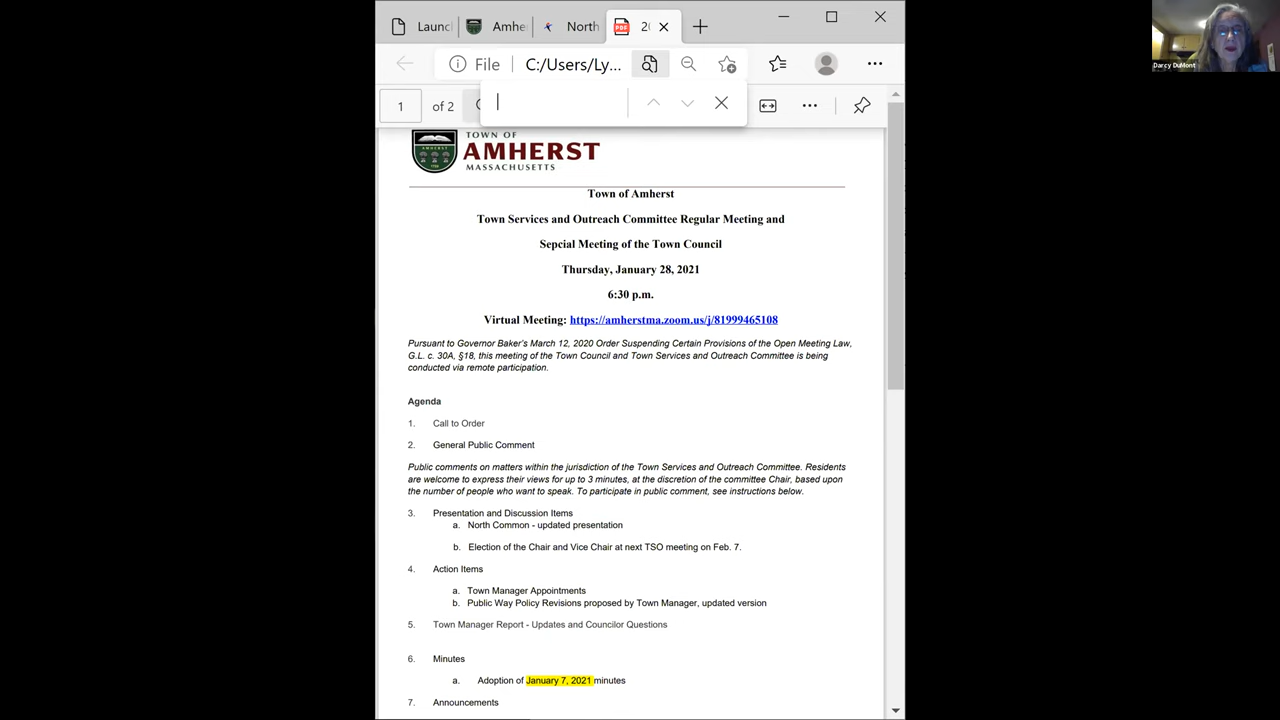 Launc
Amhe
North
PDF
20
File
C:/Users/Ly...
1
of 2
TOWN OF
AMHERST
MASSACHUSETTS
Town of Amherst
Town Services and Outreach Committee Regular Meeting and
Sepcial Meeting of the Town Council
Thursday, January 28, 2021
6:30 p.m.
Virtual Meeting: https://amherstma.zoom.us/j/81999465108
Pursuant to Governor Baker's March 12, 2020 Order Suspending Certain Provisions of the Open Meeting Law,
G.L. c. 30A, §18, this meeting of the Town Council and Town Services and Outreach Committee is being
conducted via remote participation.
Agenda
1. Call to Order
2. General Public Comment
Public comments on matters within the jurisdiction of the Town Services and Outreach Committee. Residents
are welcome to express their views for up to 3 minutes, at the discretion of the committee Chair, based upon
the number of people who want to speak. To participate in public comment, see instructions below.
3. Presentation and Discussion Items
a. North Common - updated presentation
b. Election of the Chair and Vice Chair at next TSO meeting on Feb. 7.
4. Action Items
a. Town Manager Appointments
b. Public Way Policy Revisions proposed by Town Manager, updated version
5. Town Manager Report - Updates and Councilor Questions
6. Minutes
a. Adoption of January 7, 2021 minutes
7. Announcements
Darcy DuMont